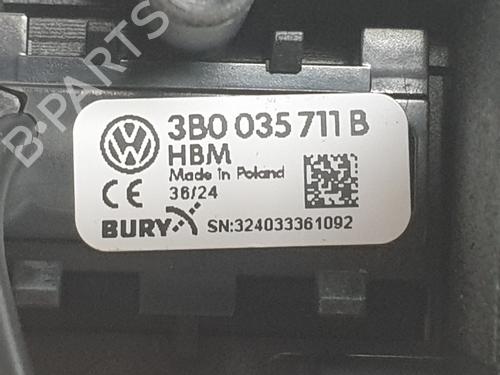 B-PARTS
3B0 035 711 B
HBM
Made in Poland
36/24
CE
BURY
SN:324033361092